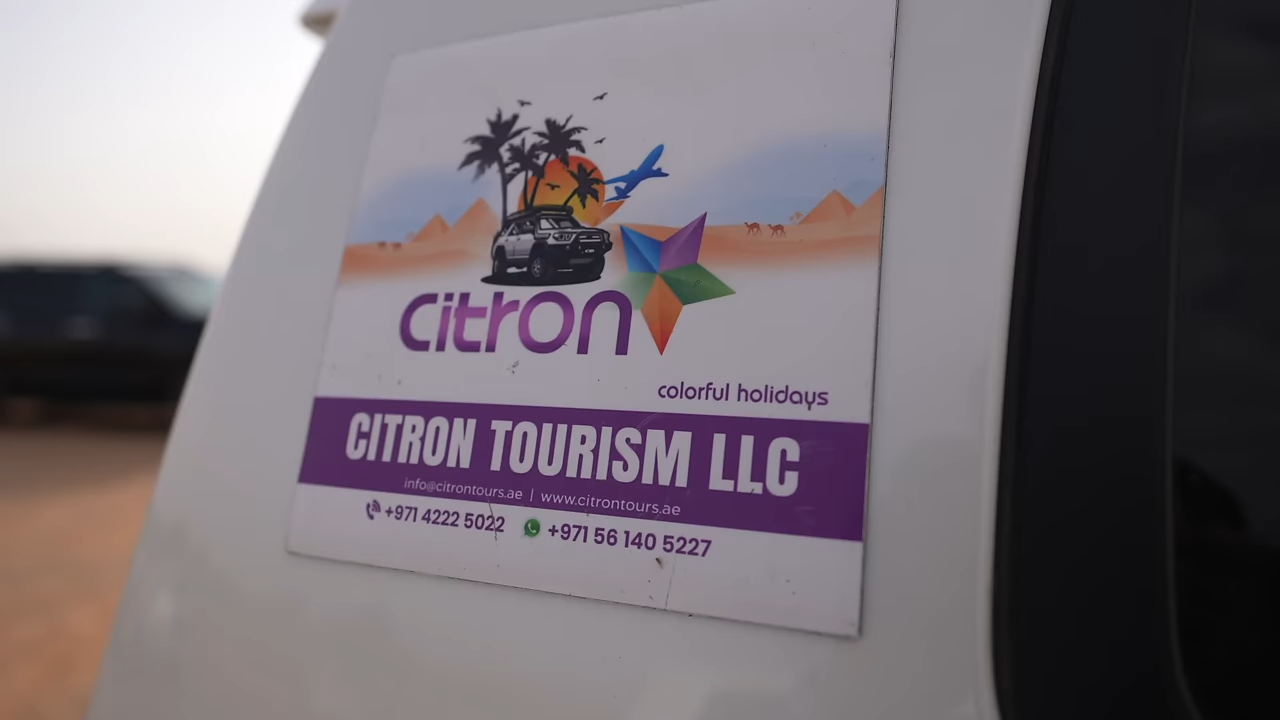 citron
colorful holidays
CITRON TOURISM LLC
info@citrontours.ae | www.citrontours.ae
+971 4222 5022 +971 56 140 5227